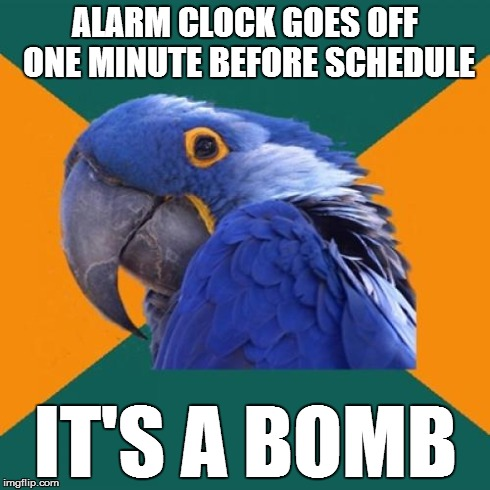 ALARM CLOCK GOES OFF
ONE MINUTE BEFORE SCHEDULE
IT'S A BOMB
imgflip.com